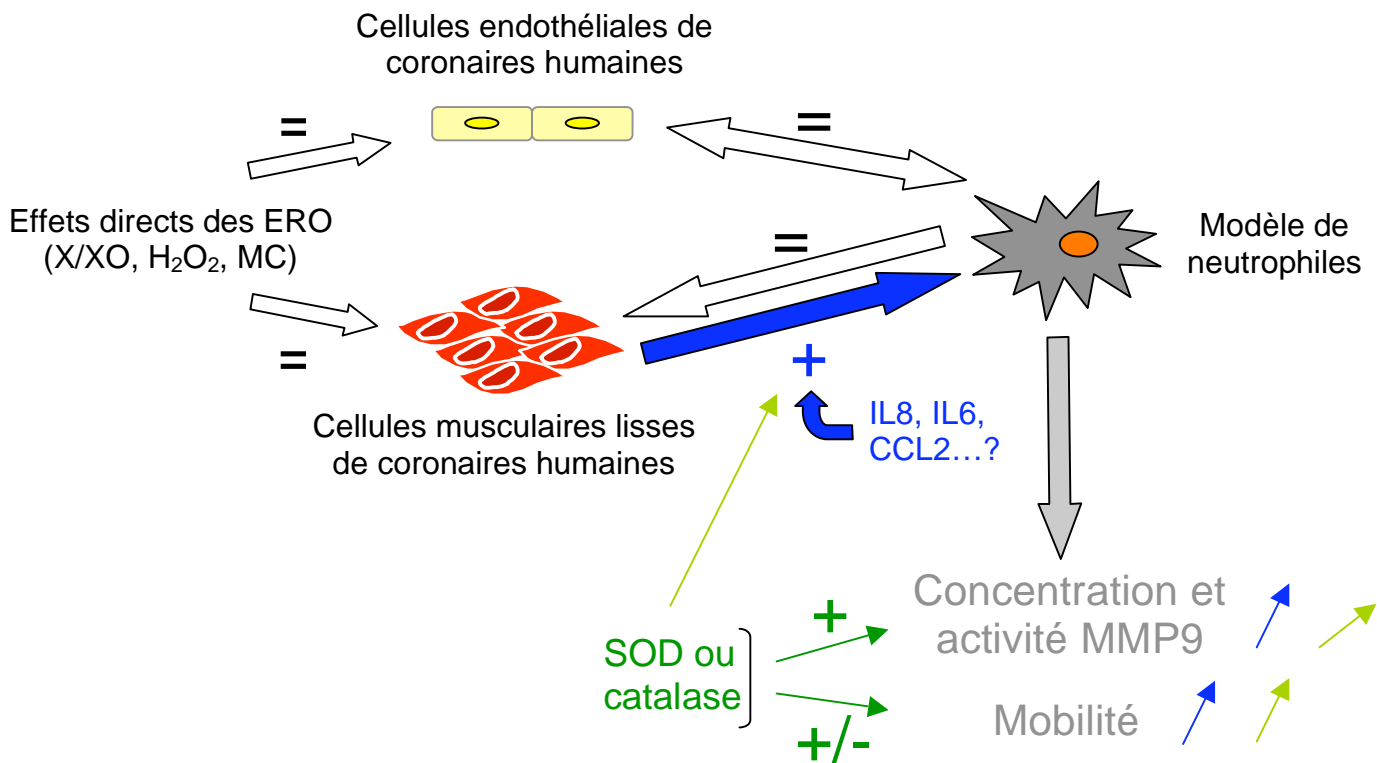 Cellules endothéliales de
coronaires humaines
=
=
Effets directs des ERO
(X/XO, H₂O₂, MC)
=
Modèle de
neutrophiles
=
+
Cellules musculaires lisses
de coronaires humaines
IL8, IL6,
CCL2…?
Concentration et
activité MMP9
+
SOD ou
catalase
Mobilité
+/-